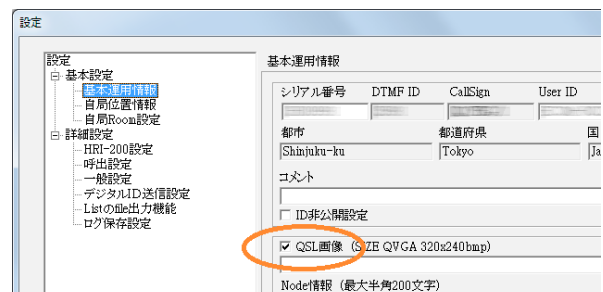 設定
設定
基本設定
基本運用情報
自局位置情報
自局Room設定
詳細設定
HRI-200設定
呼出設定
一般設定
デジタルID送信設定
Listのfile出力機能
ログ保存設定
基本運用情報
シリアル番号 DTMF ID CallSign User ID
都市 都道府県 国
Shinjuku-ku Tokyo Ja
コメント
ID非公開設定
QSL画像 (SIZE QVGA 320x240bmp)
Node情報 (最大半角200文字)